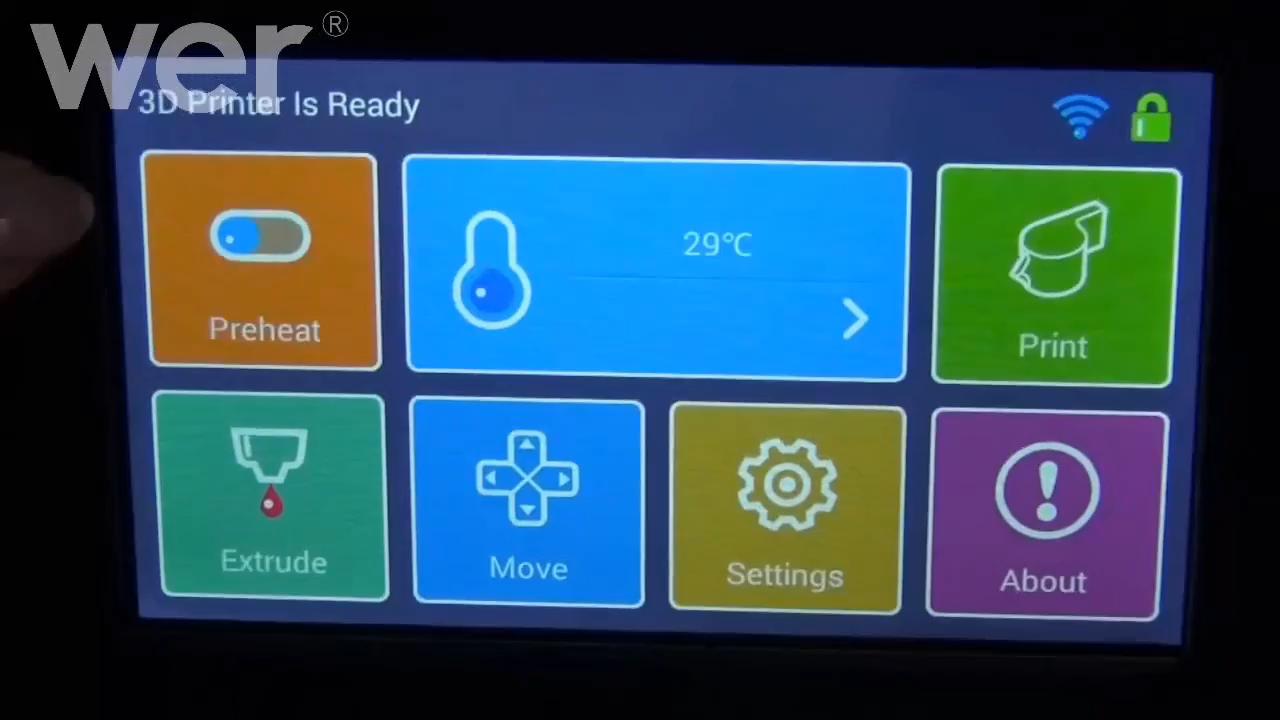 wer®
3D Printer Is Ready
Preheat
29℃
Print
Extrude
Move
Settings
About